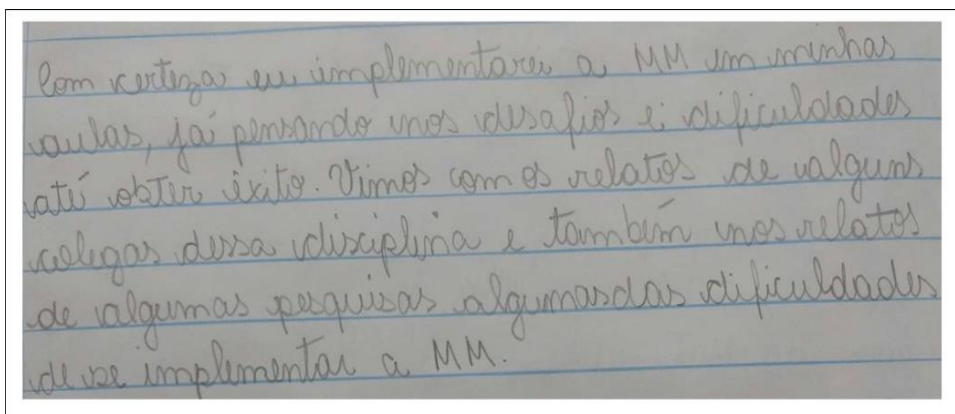 Com certeza eu implementarei a MM em minhas
aulas, já pensando nos desafios e dificuldades
até obter êxito. Vimos com os relatos de alguns
colegas dessa disciplina e também nos relatos
de algumas pesquisas algumas das dificuldades
de se implementar a MM.